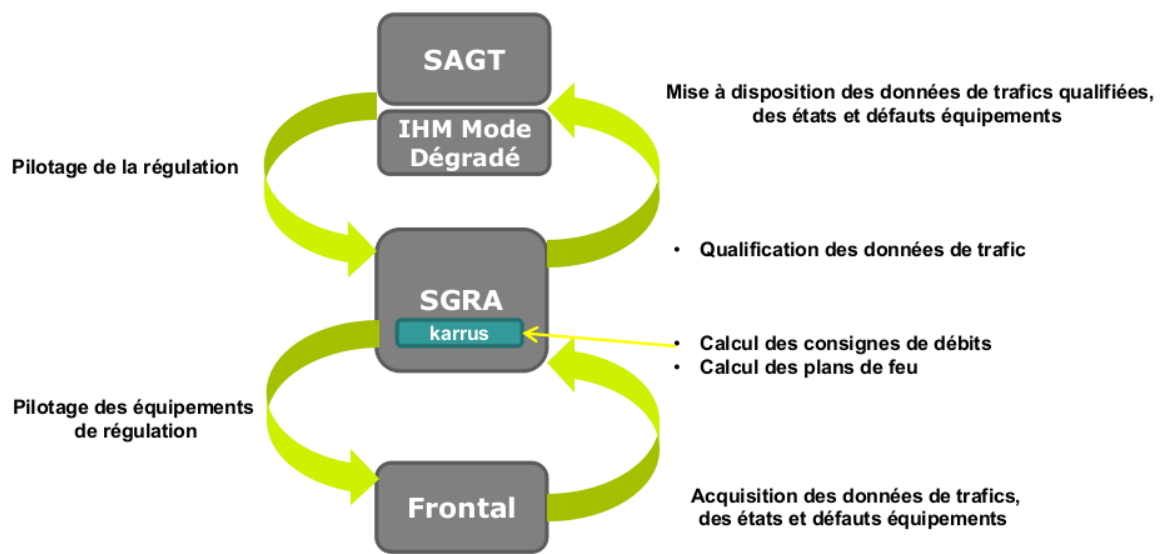 SAGT
Mise à disposition des données de trafics qualifiées,
des états et défauts équipements
IHM Mode
Dégradé
Pilotage de la régulation
• Qualification des données de trafic
SGRA
karrus
• Calcul des consignes de débits
• Calcul des plans de feu
Pilotage des équipements
de régulation
Frontal
Acquisition des données de trafics,
des états et défauts équipements